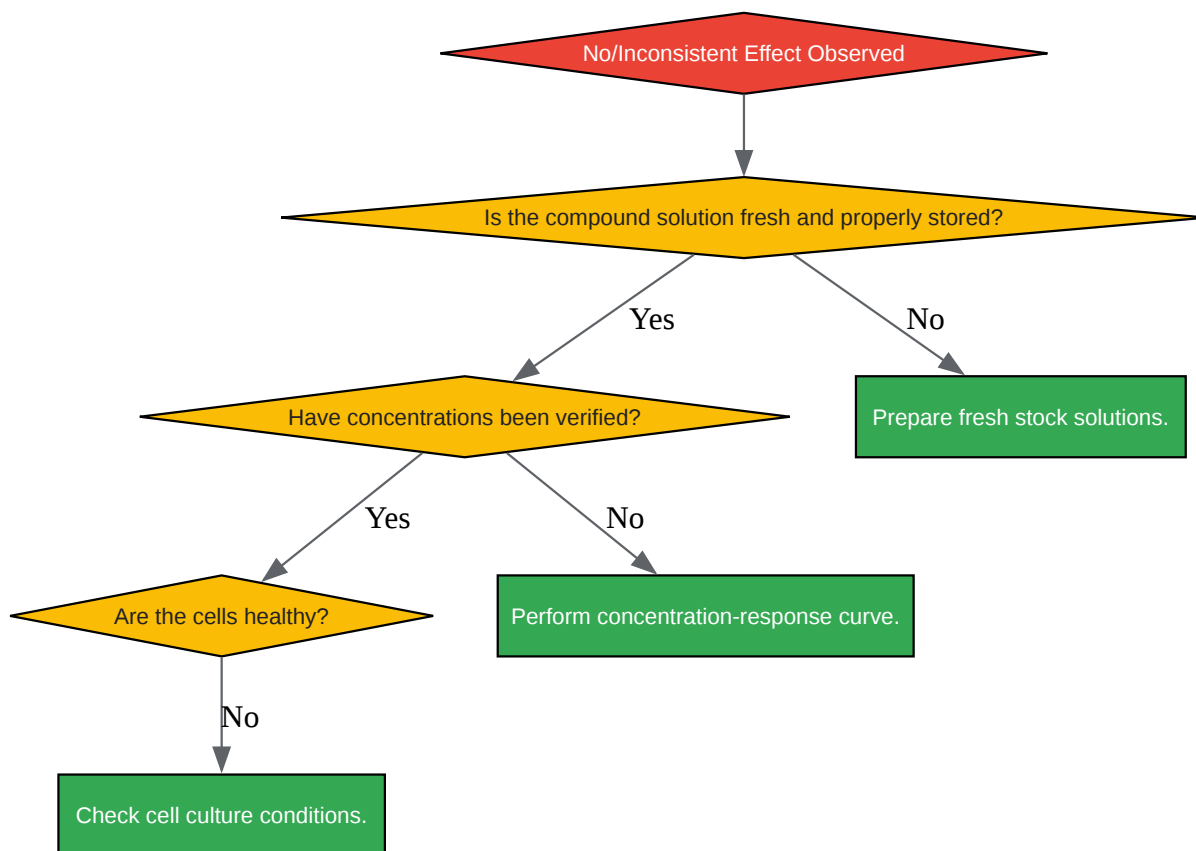 No/Inconsistent Effect Observed
Is the compound solution fresh and properly stored?
Yes
No
Have concentrations been verified?
Prepare fresh stock solutions.
Yes
No
Are the cells healthy?
Perform concentration-response curve.
No
Check cell culture conditions.